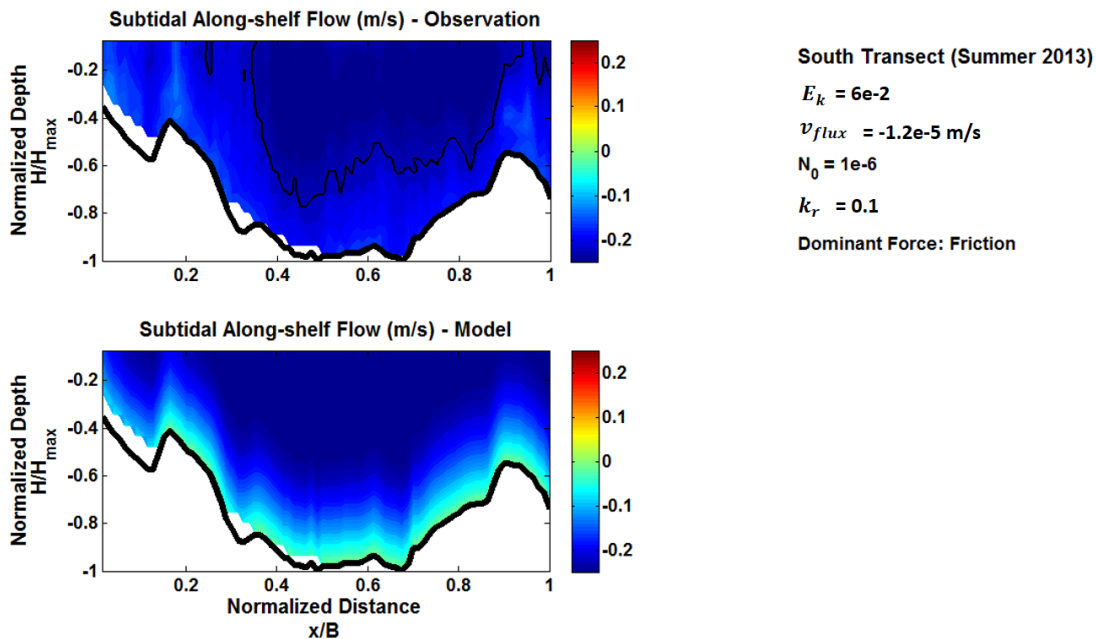 Subtidal Along-shelf Flow (m/s) - Observation
Normalized Depth
H/H_max
-0.2
-0.4
-0.6
-0.8
-1
0.2 0.4 0.6 0.8 1
0.2
0.1
0
-0.1
-0.2
South Transect (Summer 2013)
E_k = 6e-2
v_flux = -1.2e-5 m/s
N_0 = 1e-6
k_r = 0.1
Dominant Force: Friction
Subtidal Along-shelf Flow (m/s) - Model
Normalized Depth
H/H_max
-0.2
-0.4
-0.6
-0.8
-1
0.2 0.4 0.6 0.8 1
Normalized Distance
x/B
0.2
0.1
0
-0.1
-0.2